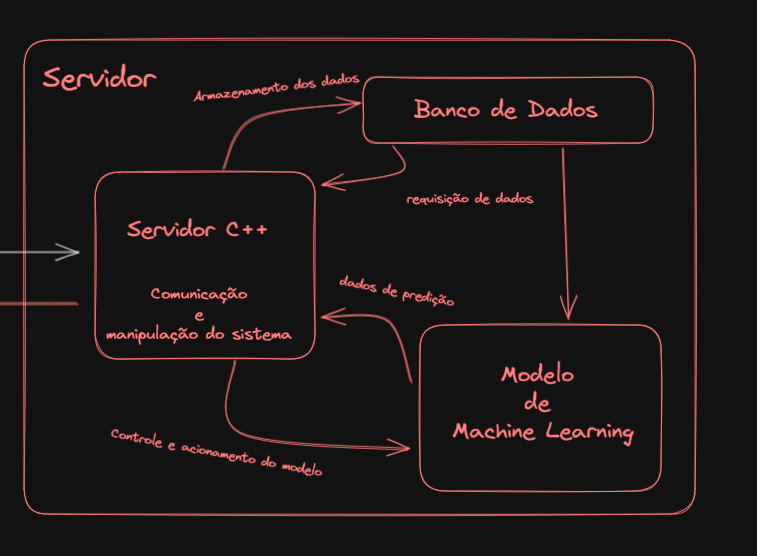 Servidor
Armazenamento dos dados
Banco de Dados
requisição de dados
Servidor C++
Comunicação
e
manipulação do sistema
dados de predição
Modelo
de
Machine Learning
Controle e acionamento do modelo